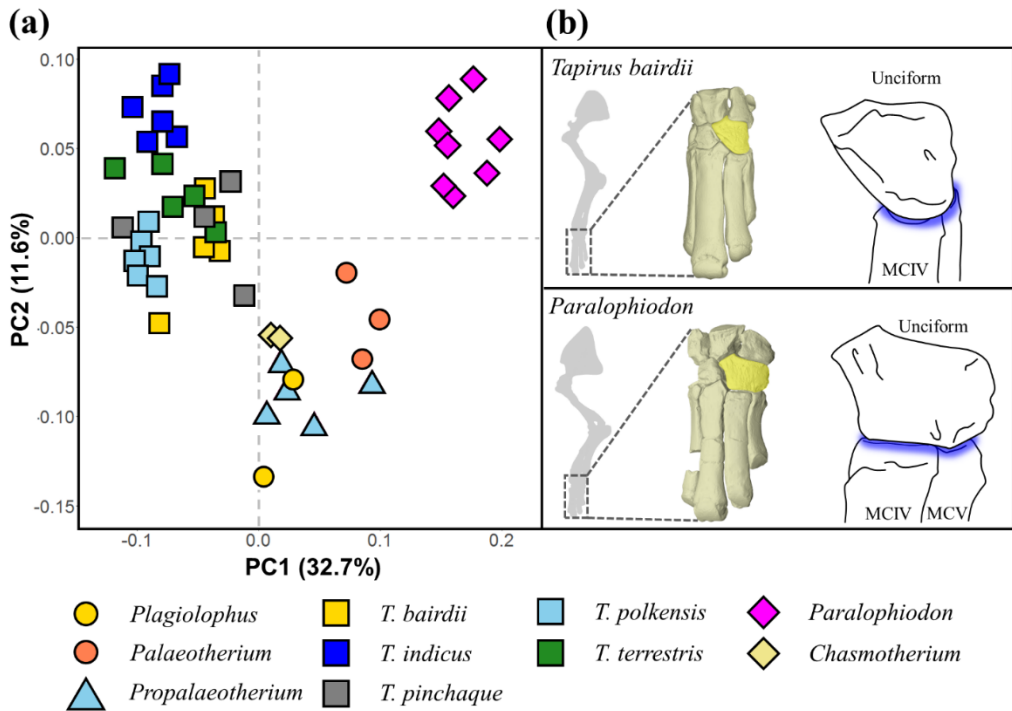 (a)
(b)
0.10
0.05
0.00
-0.05
-0.10
-0.15
PC2 (11.6%)
-0.1
0.0
0.1
0.2
PC1 (32.7%)
Tapirus bairdii
Unciform
MCIV
Paralophiodon
Unciform
MCIV MCV
Plagiolophus T. bairdii T. polkensis Paralophiodon
Palaeotherium T. indicus T. terrestris Chasmotherium
Propalaeotherium T. pinchaque